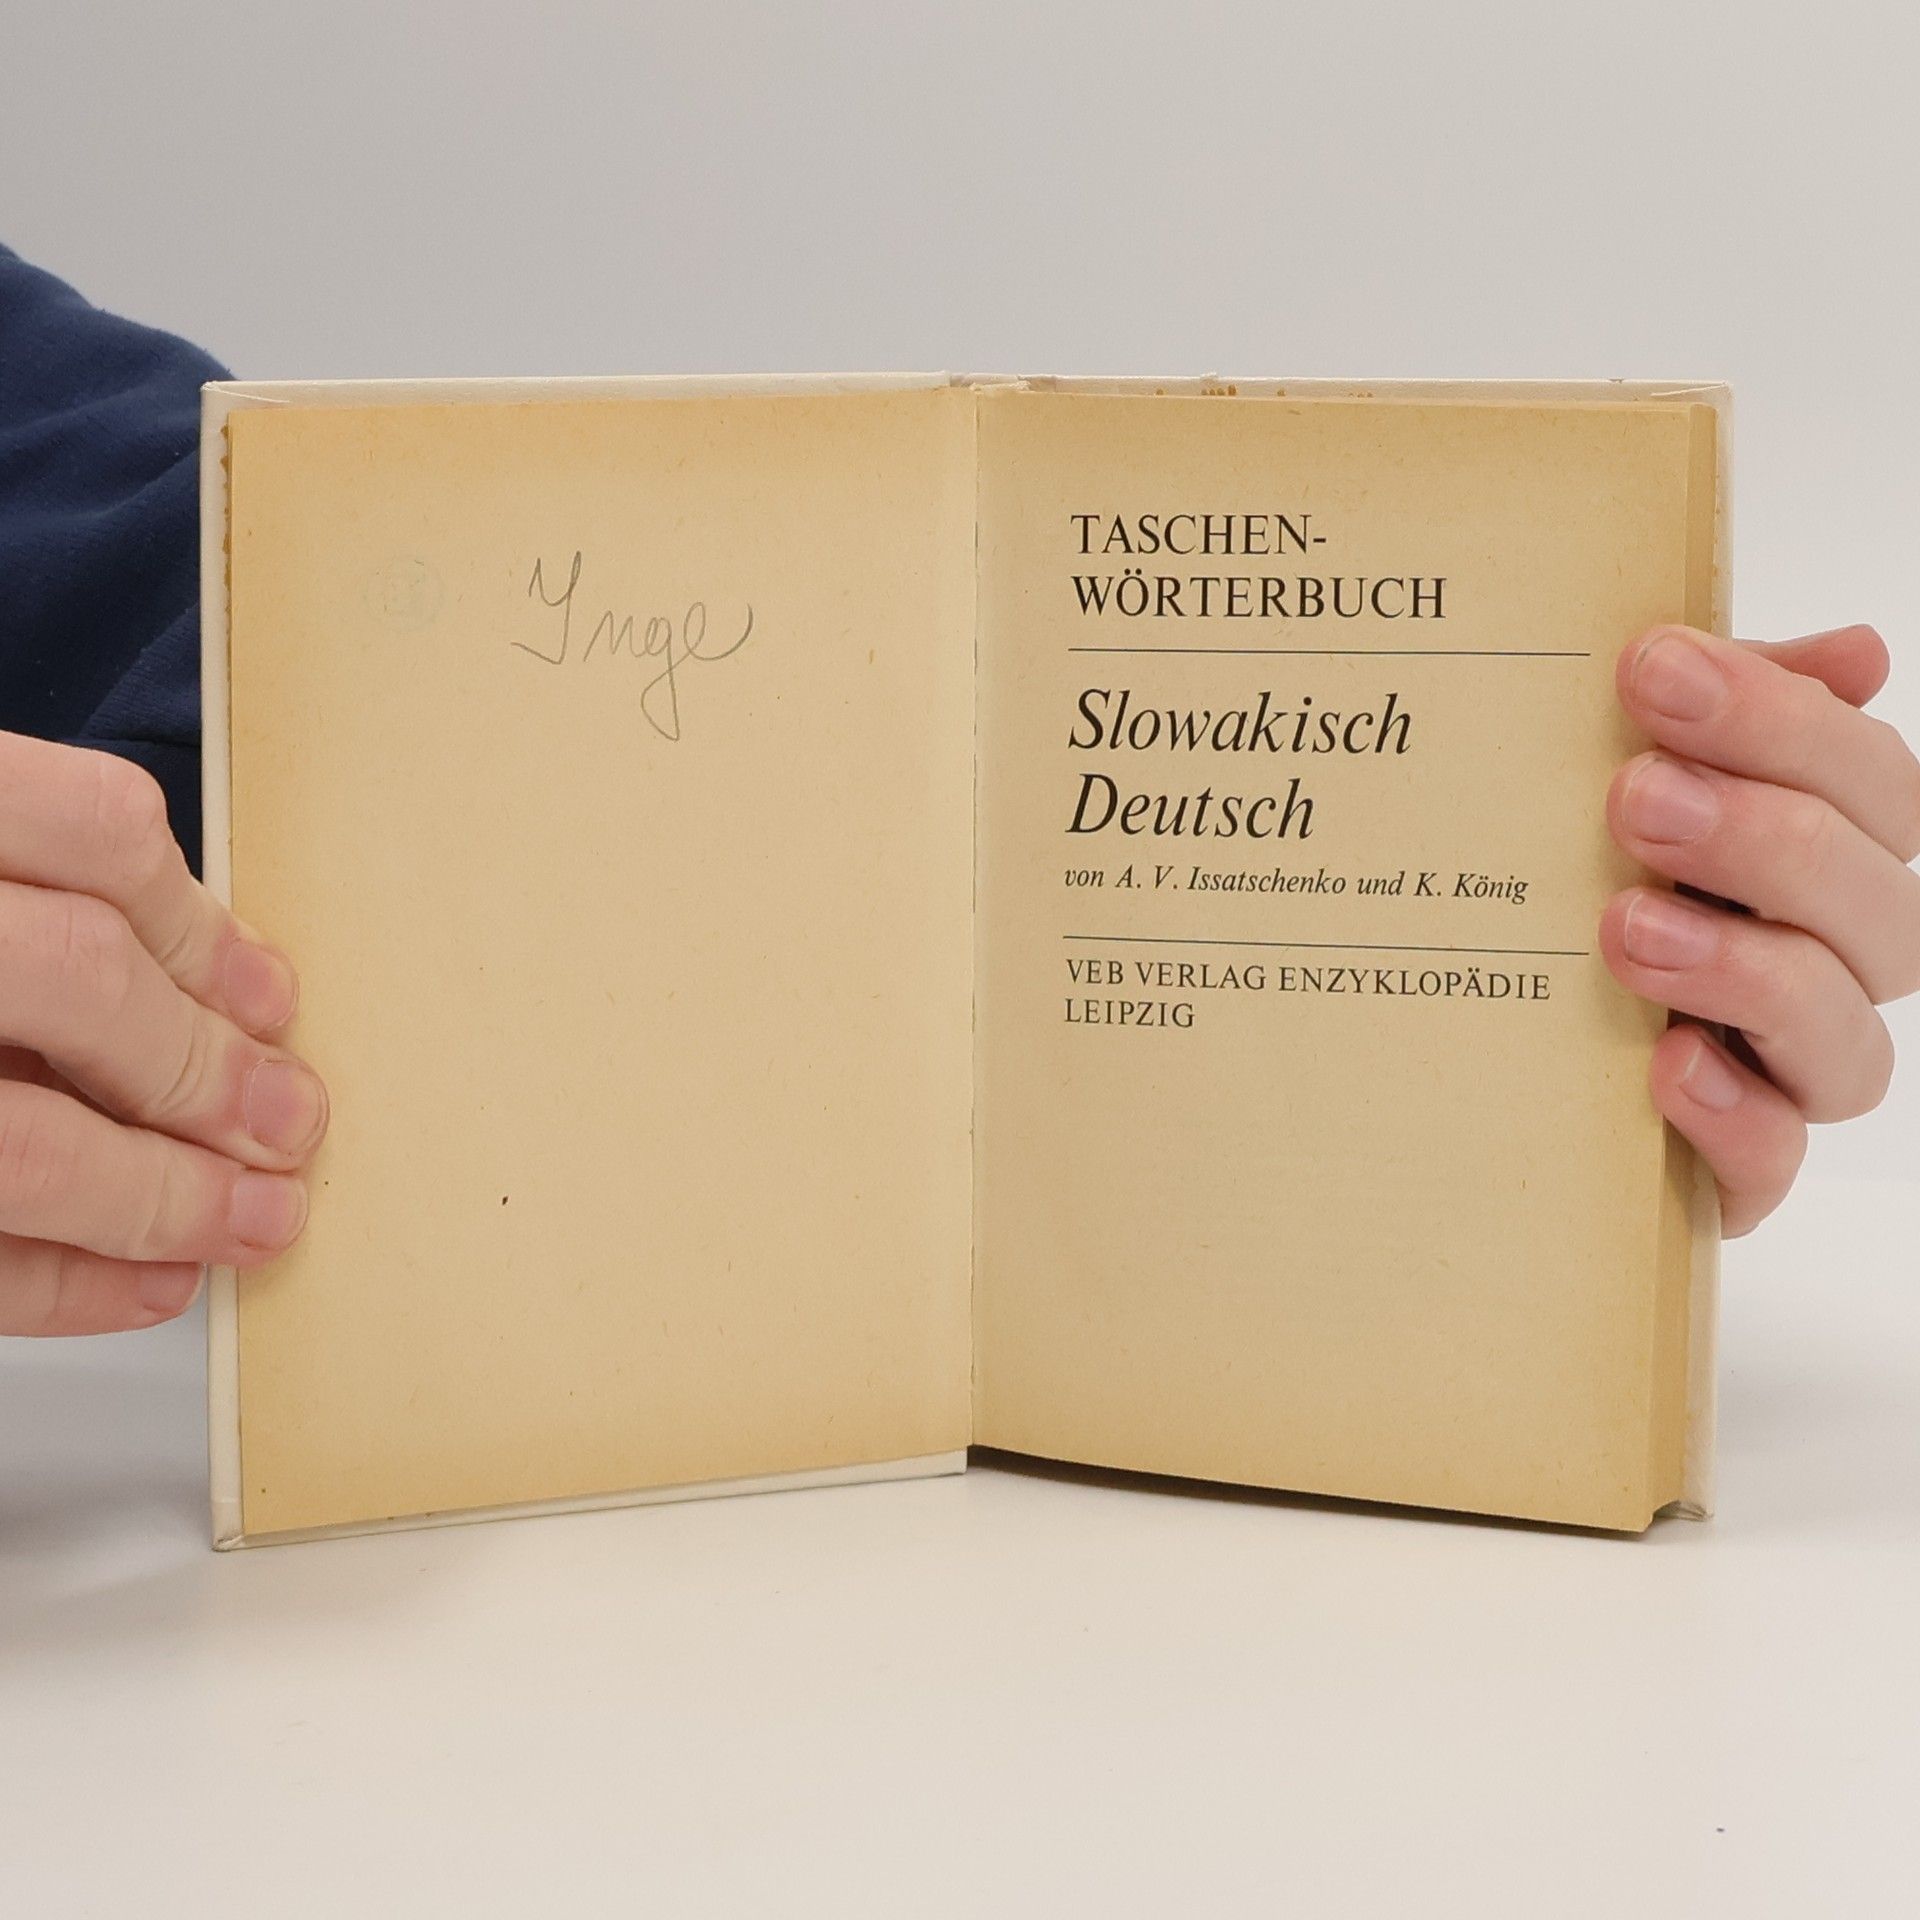 Inge
TASCHEN-
WÖRTERBUCH
Slowakisch
Deutsch
von A. V. Issatschenko und K. König
VEB VERLAG ENZYKLOPÄDIE
LEIPZIG